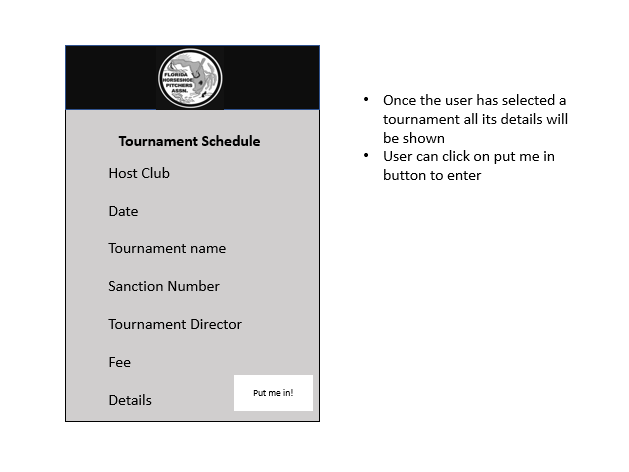 FLORIDA
HORSESHOE
PITCHERS
ASSN.
Tournament Schedule
Host Club
Date
Tournament name
Sanction Number
Tournament Director
Fee
Details
Put me in!
• Once the user has selected a
tournament all its details will
be shown
• User can click on put me in
button to enter